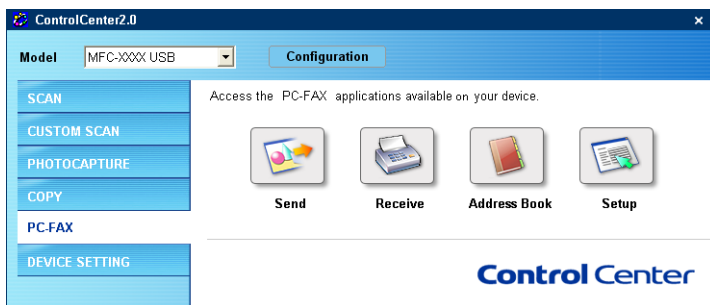 ControlCenter2.0
Model MFC-XXXX USB Configuration
SCAN
CUSTOM SCAN
PHOTOCAPTURE
COPY
PC-FAX
DEVICE SETTING
Access the PC-FAX applications available on your device.
Send Receive Address Book Setup
Control Center